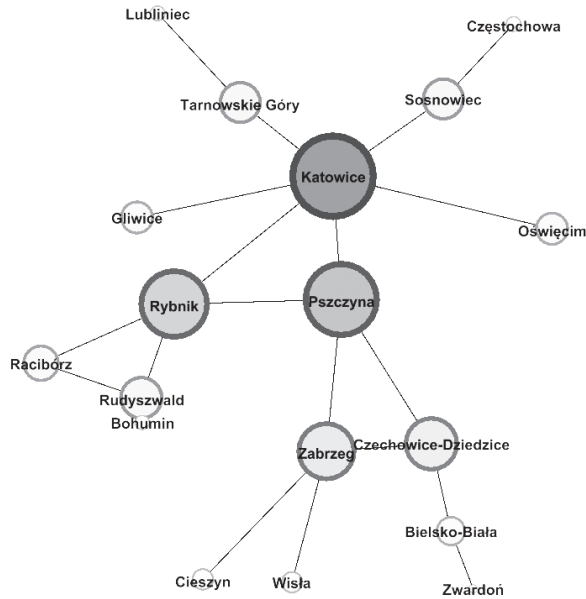 Lubliniec
Częstochowa
Tarnowskie Góry
Sosnowiec
Katowice
Gliwice
Oświęcim
Rybnik
Pszczyna
Racibórz
Rudyszwald
Bohumin
Zabrzeg
Czechowice-Dziedzice
Bielsko-Biała
Cieszyn
Wisła
Zwardoń